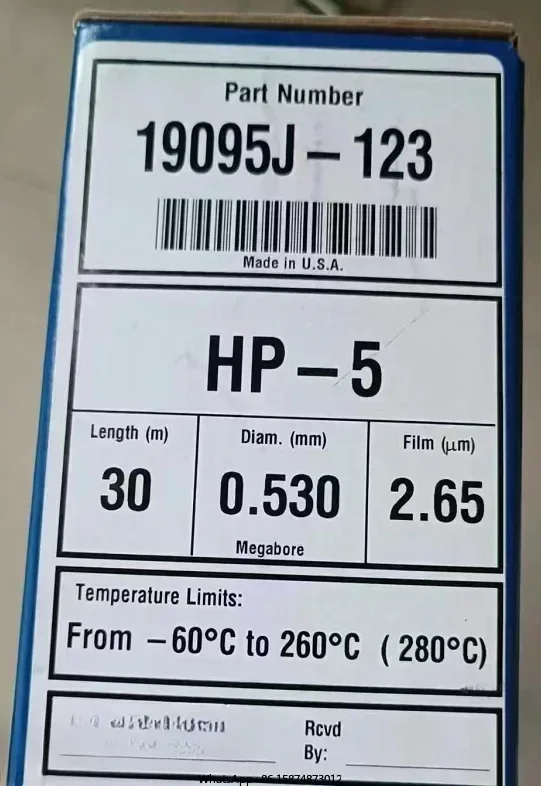 Part Number
19095J – 123
Made in U.S.A.
HP – 5
Length (m) Diam. (mm) Film (μm)
30 0.530 2.65
Megabore
Temperature Limits:
From –60°C to 260°C (280°C)
Rcvd
By: